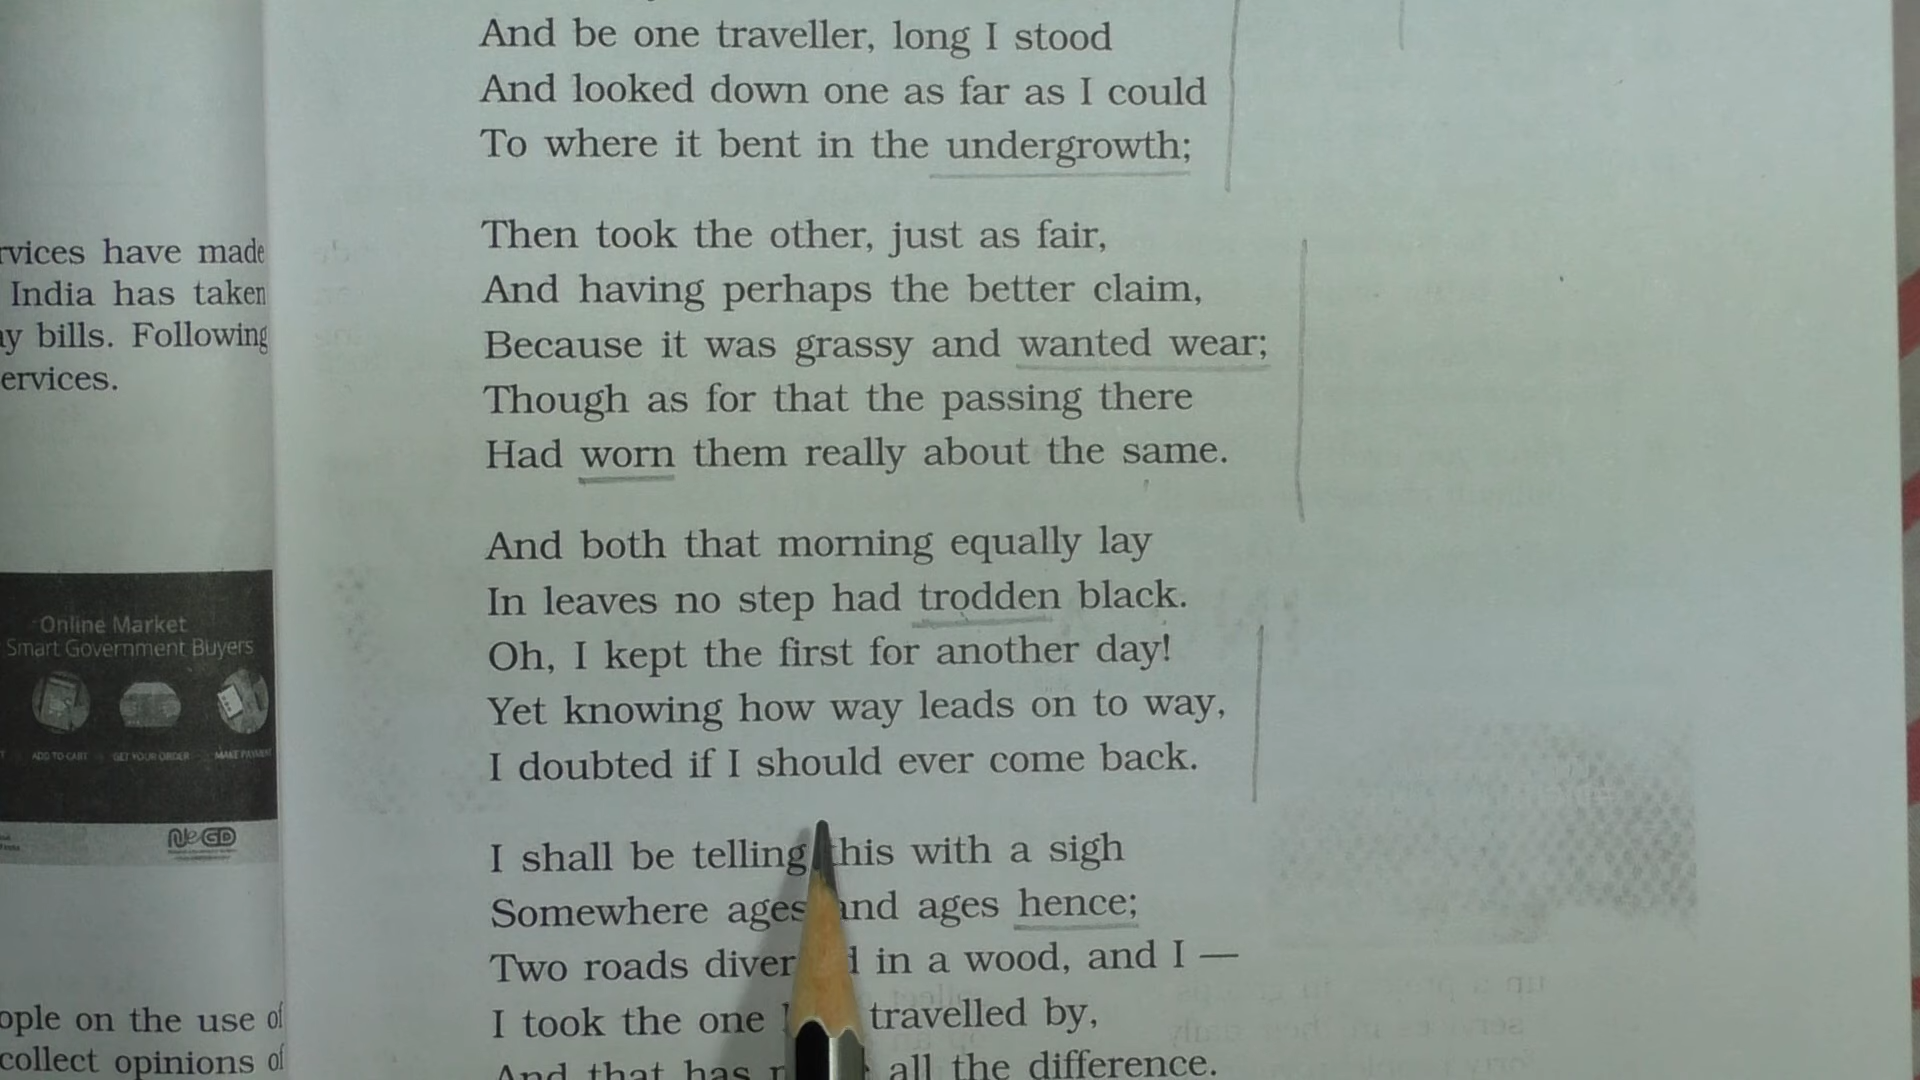 rvices have made
India has taken
ay bills. Following
ervices.
Online Market
Smart Government Buyers
ADD TO CART GET YOUR ORDER MAKE PAYMENT
NeGD
ople on the use of
collect opinions of
And be one traveller, long I stood
And looked down one as far as I could
To where it bent in the undergrowth;
Then took the other, just as fair,
And having perhaps the better claim,
Because it was grassy and wanted wear;
Though as for that the passing there
Had worn them really about the same.
And both that morning equally lay
In leaves no step had trodden black.
Oh, I kept the first for another day!
Yet knowing how way leads on to way,
I doubted if I should ever come back.
I shall be telling this with a sigh
Somewhere ages and ages hence;
Two roads diver d in a wood, and I —
I took the one travelled by,
And that has all the difference.